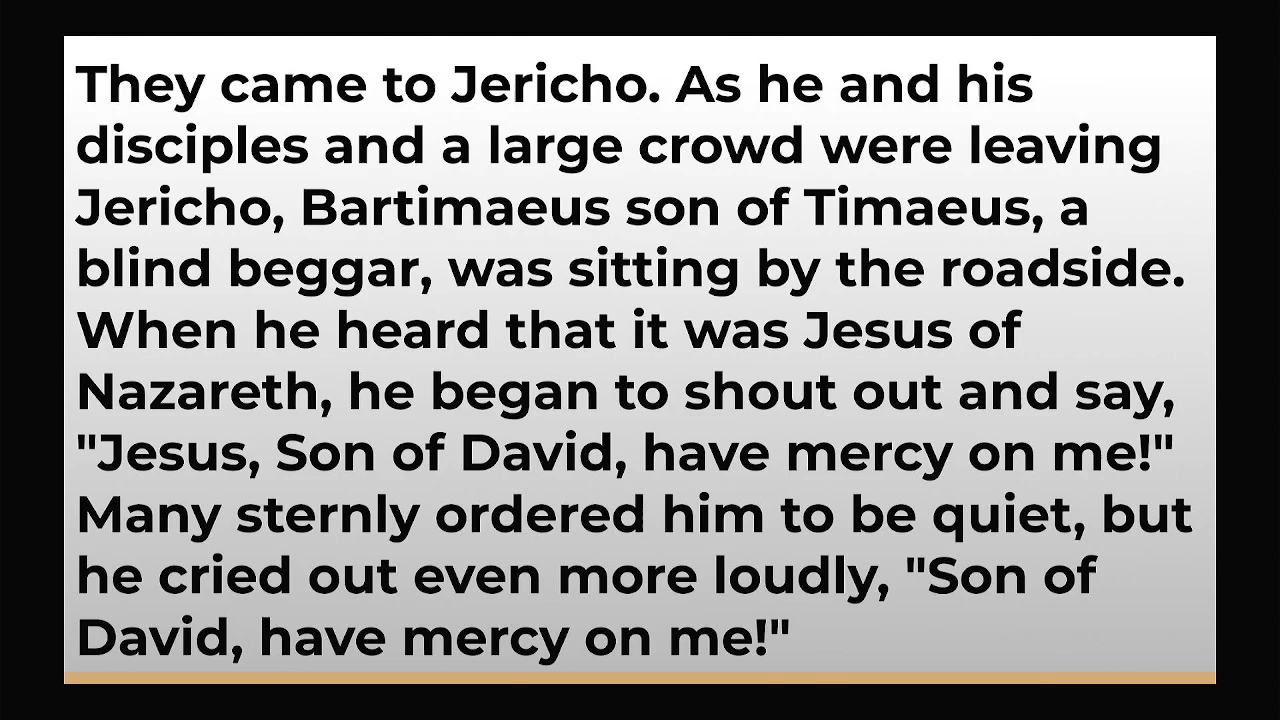 They came to Jericho. As he and his
disciples and a large crowd were leaving
Jericho, Bartimaeus son of Timaeus, a
blind beggar, was sitting by the roadside.
When he heard that it was Jesus of
Nazareth, he began to shout out and say,
"Jesus, Son of David, have mercy on me!"
Many sternly ordered him to be quiet, but
he cried out even more loudly, "Son of
David, have mercy on me!"